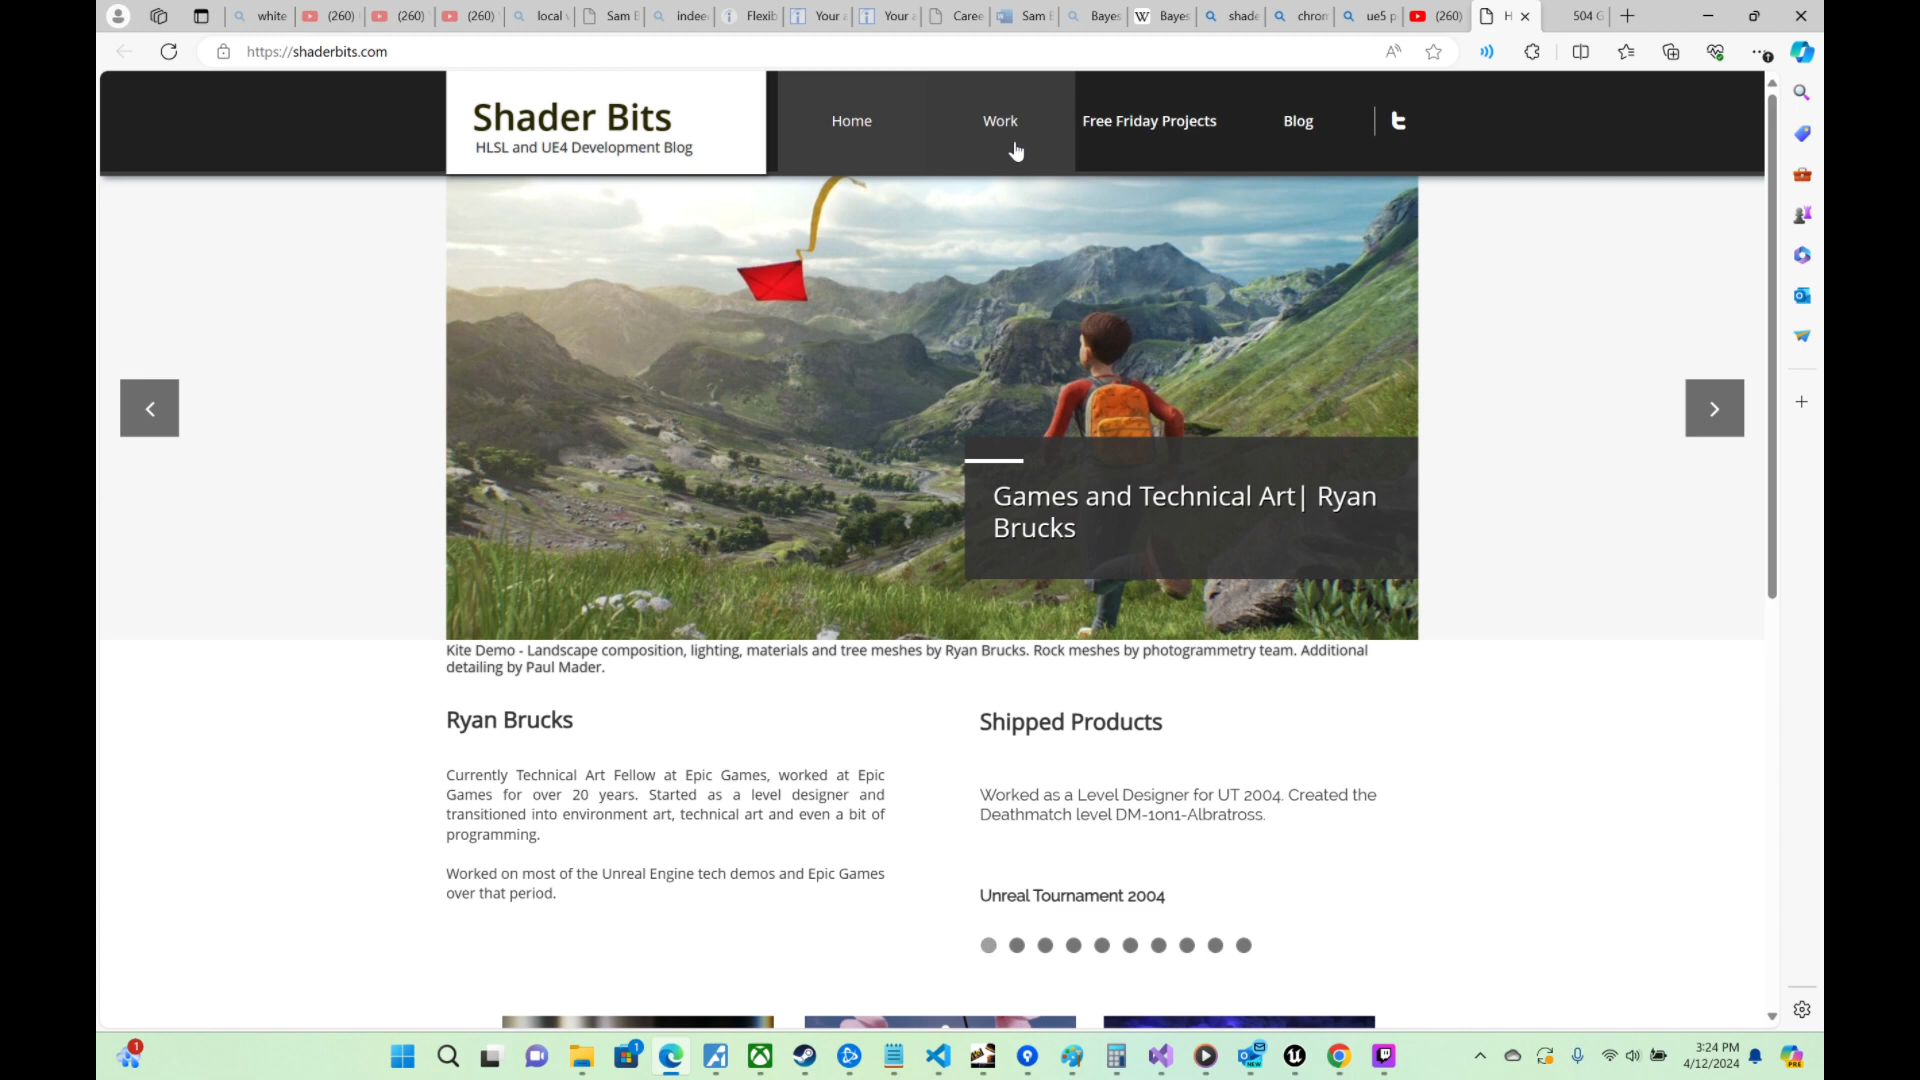 white
(260)
(260)
(260)
local
Sam
indee
Flexib
Your
Your
Caree
Sam
Bayes
W Bayes
shade
chron
ue5 p
(260)
H
504 G
https://shaderbits.com
Shader Bits
HLSL and UE4 Development Blog
Home
Work
Free Friday Projects
Blog
Games and Technical Art| Ryan
Brucks
Kite Demo - Landscape composition, lighting, materials and tree meshes by Ryan Brucks. Rock meshes by photogrammetry team. Additional
detailing by Paul Mader.
Ryan Brucks
Currently Technical Art Fellow at Epic Games, worked at Epic
Games for over 20 years. Started as a level designer and
transitioned into environment art, technical art and even a bit of
programming.
Worked on most of the Unreal Engine tech demos and Epic Games
over that period.
Shipped Products
Worked as a Level Designer for UT 2004. Created the
Deathmatch level DM-1on1-Albratross.
Unreal Tournament 2004
1
1
NEW
3:24 PM
4/12/2024
PRE